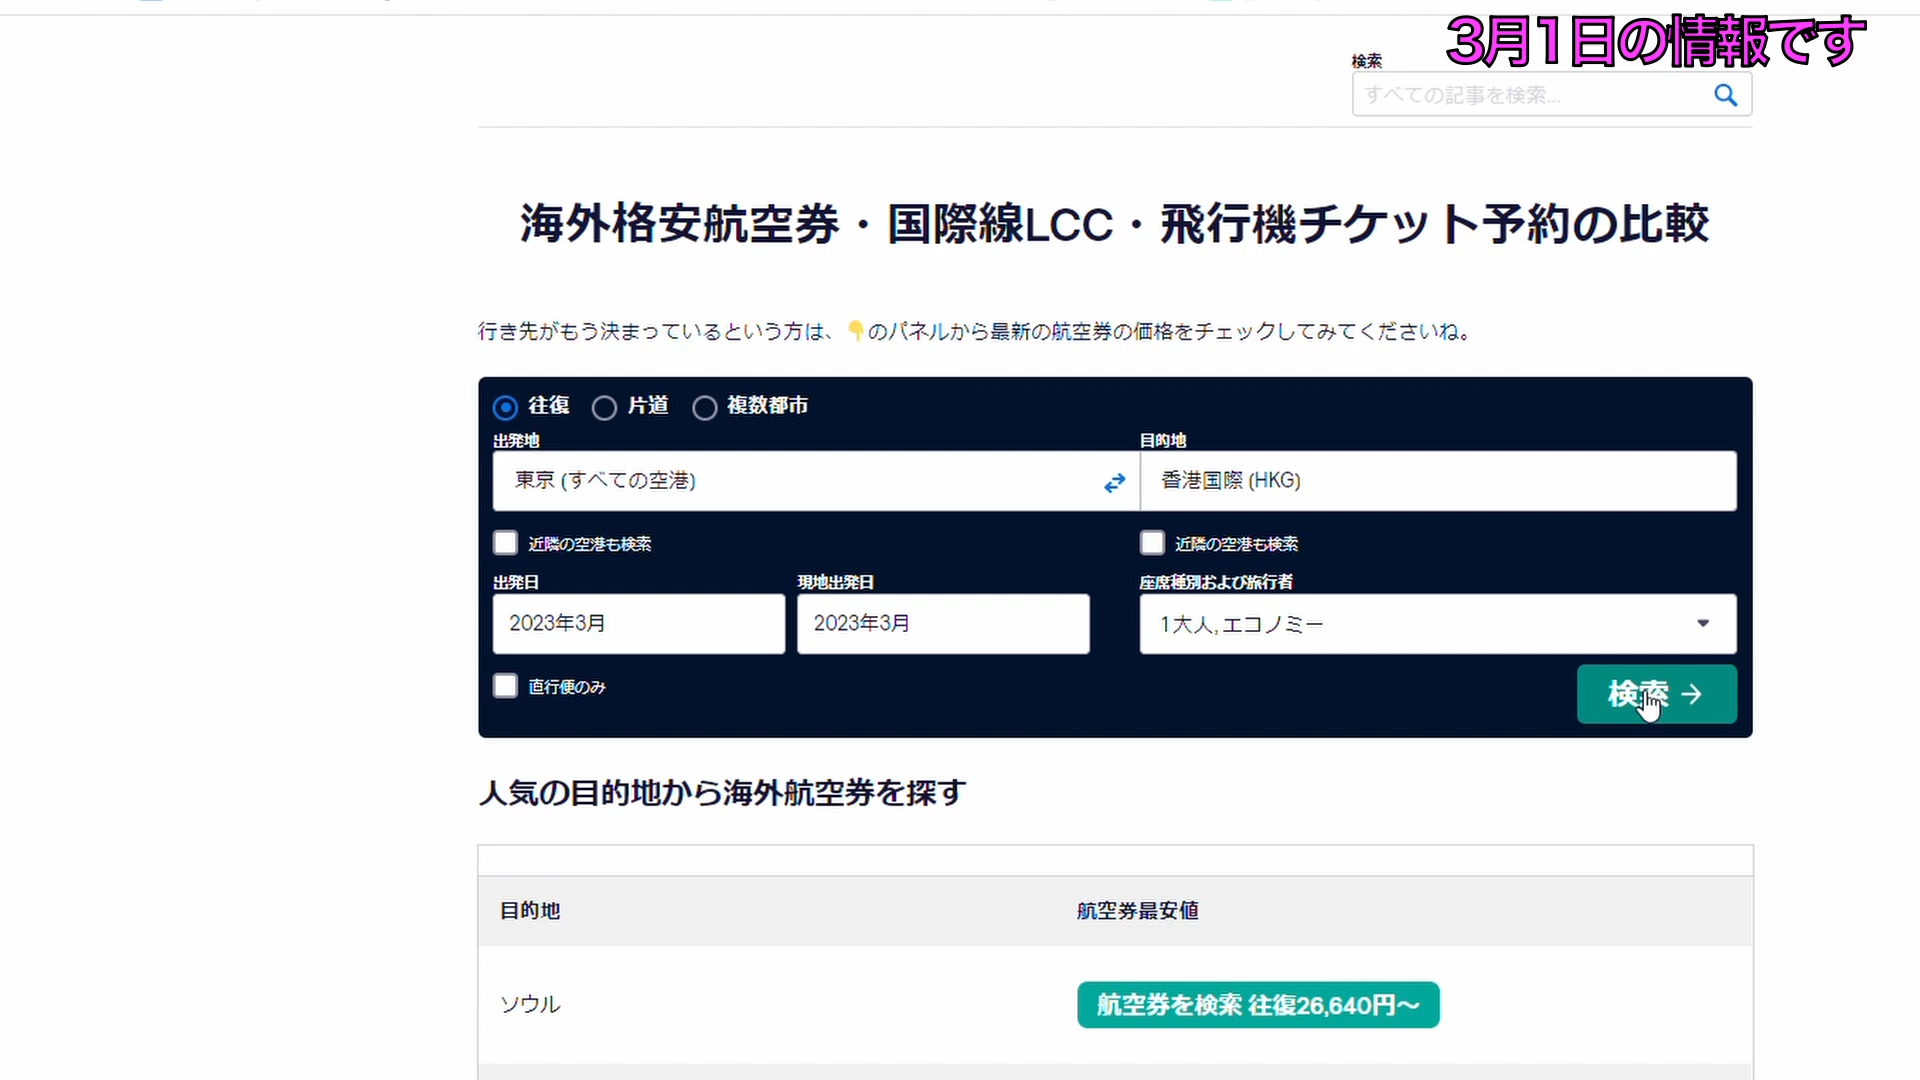 3月1日の情報です
検索
すべての記事を検索...
海外格安航空券・国際線LCC・飛行機チケット予約の比較
行き先がもう決まっているという方は、👇のパネルから最新の航空券の価格をチェックしてみてくださいね。
往復 片道 複数都市
出発地 目的地
東京 (すべての空港) 香港国際 (HKG)
近隣の空港も検索 近隣の空港も検索
出発日 現地出発日 座席種別および旅行者
2023年3月 2023年3月 1大人, エコノミー
直行便のみ
検索 →
人気の目的地から海外航空券を探す
目的地 航空券最安値
ソウル 航空券を検索 往復26,640円〜